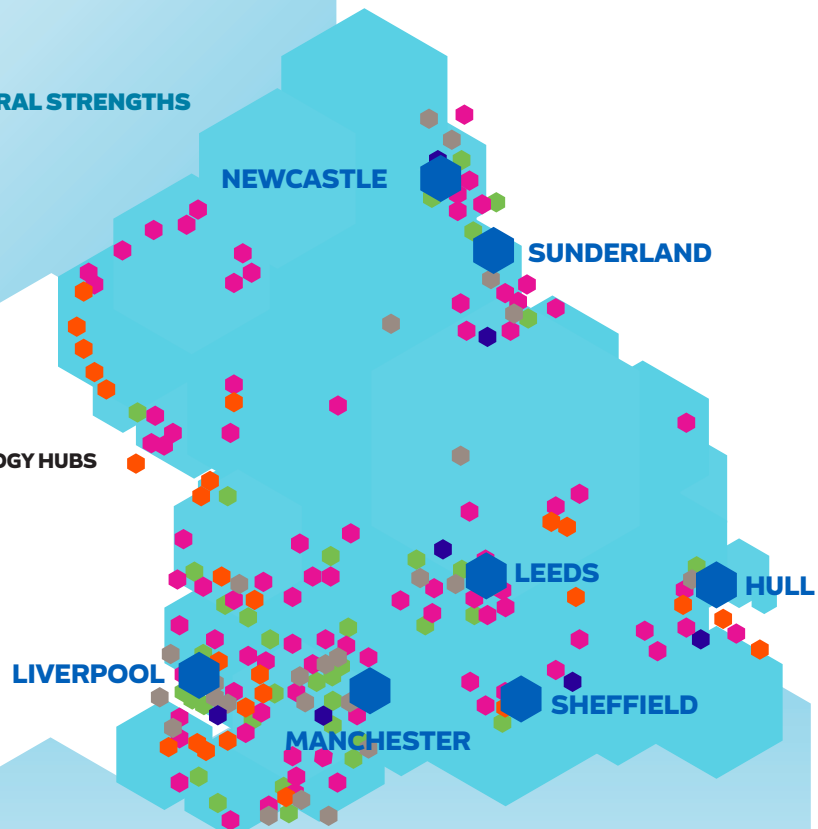 RAL STRENGTHS
NEWCASTLE
SUNDERLAND
OGY HUBS
LEEDS
HULL
LIVERPOOL
SHEFFIELD
MANCHESTER